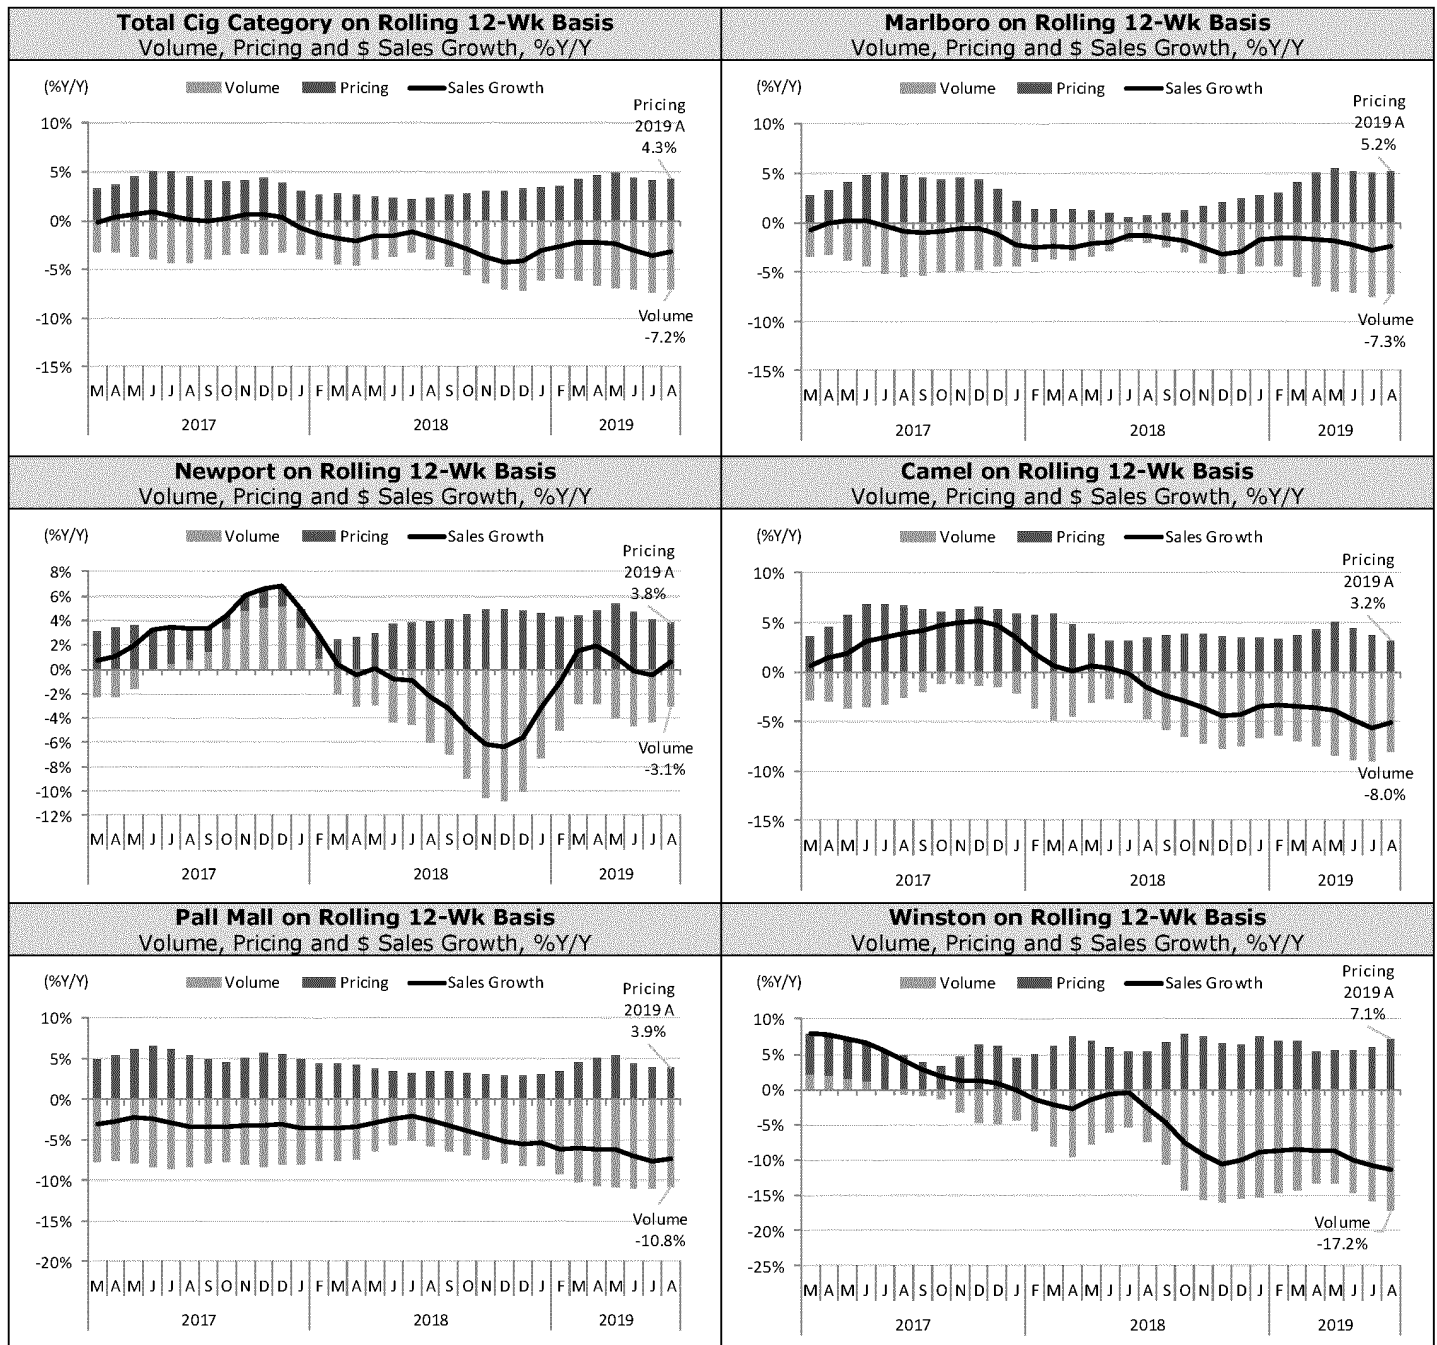 Total Cig Category on Rolling 12-Wk Basis
Volume, Pricing and $ Sales Growth, %Y/Y
(%Y/Y)
Volume Pricing Sales Growth
Pricing
2019 A
4.3%
10%
5%
0%
-5%
-10%
-15%
Volume
-7.2%
M A M J J A S O N D D J F M A M J J A S O N D D J F M A M J J A
2017 2018 2019
Marlboro on Rolling 12-Wk Basis
Volume, Pricing and $ Sales Growth, %Y/Y
(%Y/Y)
Volume Pricing Sales Growth
Pricing
2019 A
5.2%
10%
5%
0%
-5%
-10%
-15%
Volume
-7.3%
M A M J J A S O N D D J F M A M J J A S O N D D J F M A M J J A
2017 2018 2019
Newport on Rolling 12-Wk Basis
Volume, Pricing and $ Sales Growth, %Y/Y
(%Y/Y)
Volume Pricing Sales Growth
Pricing
2019 A
3.8%
8%
6%
4%
2%
0%
-2%
-4%
-6%
-8%
-10%
-12%
Volume
-3.1%
M A M J J A S O N D D J F M A M J J A S O N D D J F M A M J J A
2017 2018 2019
Camel on Rolling 12-Wk Basis
Volume, Pricing and $ Sales Growth, %Y/Y
(%Y/Y)
Volume Pricing Sales Growth
Pricing
2019 A
3.2%
10%
5%
0%
-5%
-10%
-15%
Volume
-8.0%
M A M J J A S O N D D J F M A M J J A S O N D D J F M A M J J A
2017 2018 2019
Pall Mall on Rolling 12-Wk Basis
Volume, Pricing and $ Sales Growth, %Y/Y
(%Y/Y)
Volume Pricing Sales Growth
Pricing
2019 A
3.9%
10%
5%
0%
-5%
-10%
-15%
-20%
Volume
-10.8%
M A M J J A S O N D D J F M A M J J A S O N D D J F M A M J J A
2017 2018 2019
Winston on Rolling 12-Wk Basis
Volume, Pricing and $ Sales Growth, %Y/Y
(%Y/Y)
Volume Pricing Sales Growth
Pricing
2019 A
7.1%
10%
5%
0%
-5%
-10%
-15%
-20%
-25%
Volume
-17.2%
M A M J J A S O N D D J F M A M J J A S O N D D J F M A M J J A
2017 2018 2019